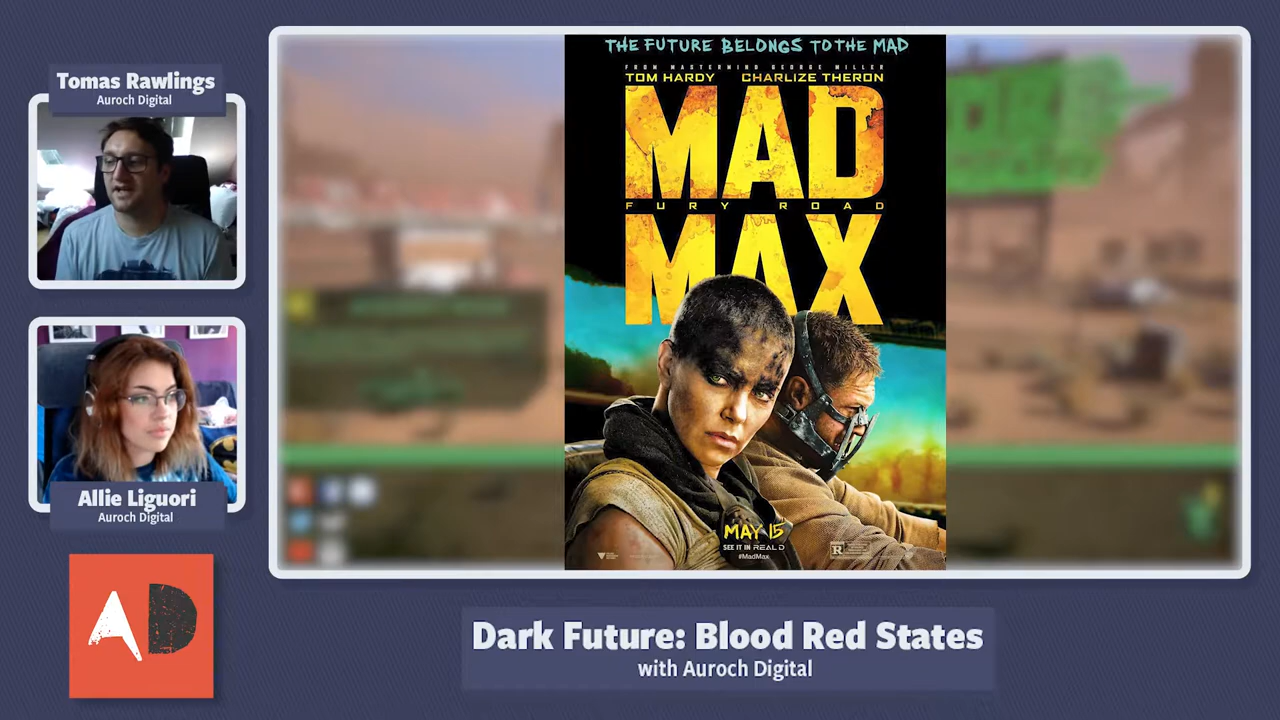 Tomas Rawlings
Auroch Digital
Allie Liguori
Auroch Digital
AD
THE FUTURE BELONGS TO THE MAD
FROM MASTERMIND GEORGE MILLER
TOM HARDY CHARLIZE THERON
MAD
FURY ROAD
MAX
MAY 15
SEE IT IN REAL D
#MadMax
R
Dark Future: Blood Red States
with Auroch Digital